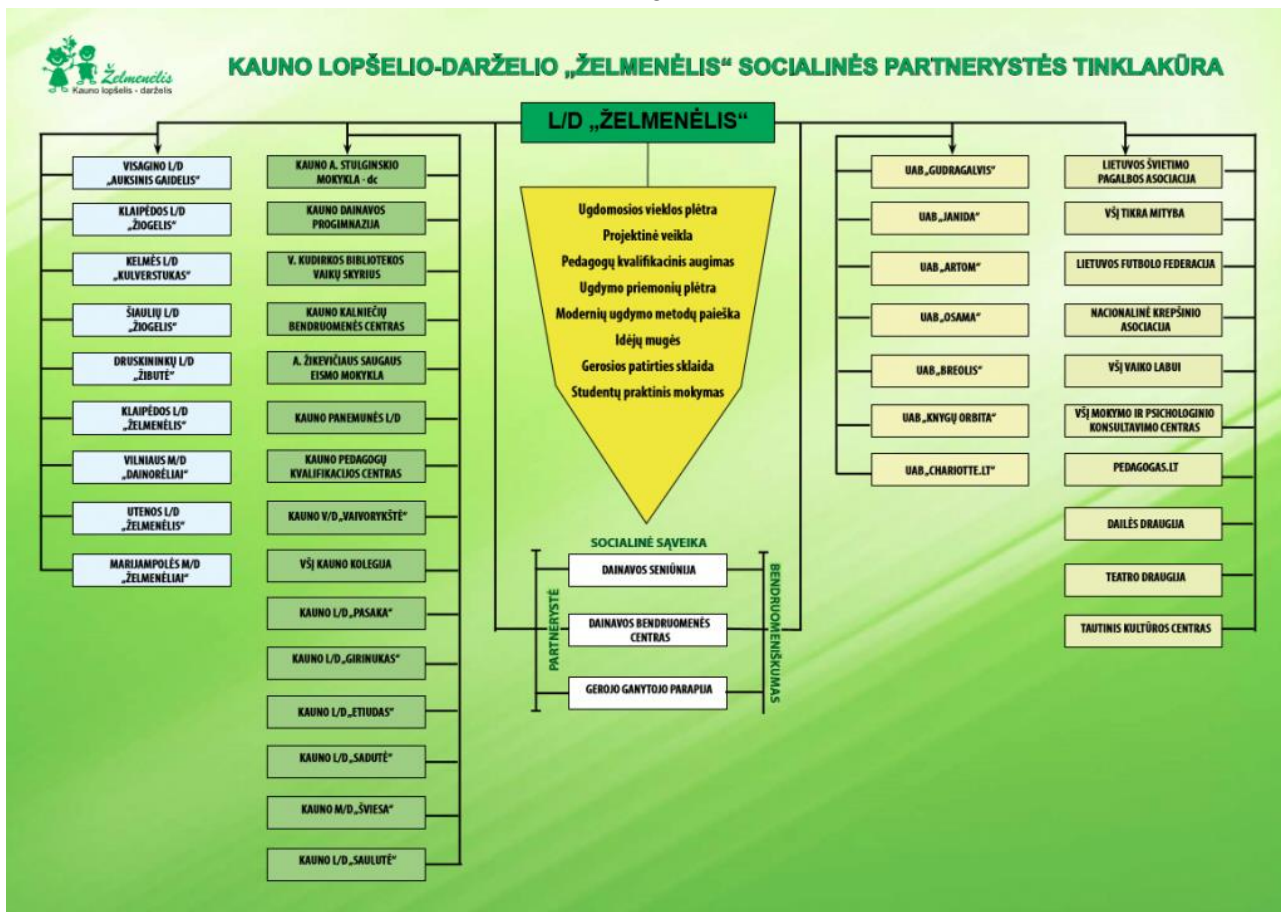 Želmenėlis
Kauno lopšelis - darželis
KAUNO LOPŠELIO-DARŽELIO „ŽELMENĖLIS“ SOCIALINĖS PARTNERYSTĖS TINKLAKŪRA
L/D „ŽELMENĖLIS“
VISAGINO L/D
„AUKSINIS GAIDELIS“
KLAIPĖDOS L/D
„ŽIOGELIS“
KELMĖS L/D
„KULVERSTUKAS“
ŠIAULIŲ L/D
„ŽIOGELIS“
DRUSKININKŲ L/D
„ŽIBUTĖ“
KLAIPĖDOS L/D
„ŽELMENĖLIS“
VILNIAUS M/D
„DAINORĖLIAI“
UTENOS L/D
„ŽELMENĖLIS“
MARIJAMPOLĖS M/D
„ŽELMENĖLIAI“
KAUNO A. STULGINSKIO
MOKYKLA - dc
KAUNO DAINAVOS
PROGIMNAZIJA
V. KUDIRKOS BIBLIOTEKOS
VAIKŲ SKYRIUS
KAUNO KALNIEČIŲ
BENDRUOMENĖS CENTRAS
A. ŽIKEVIČIAUS SAUGAUS
EISMO MOKYKLA
KAUNO PANEMUNĖS L/D
KAUNO PEDAGOGŲ
KVALIFIKACIJOS CENTRAS
KAUNO V/D „VAIVORYKŠTĖ“
VŠĮ KAUNO KOLEGIJA
KAUNO L/D „PASAKA“
KAUNO L/D „GIRINUKAS“
KAUNO L/D „ETIUDAS“
KAUNO L/D „SADUTĖ“
KAUNO M/D „ŠVIESA“
KAUNO L/D „SAULUTĖ“
Ugdomosios vieklos plėtra
Projektinė veikla
Pedagogų kvalifikacinis augimas
Ugdymo priemonių plėtra
Modernių ugdymo metodų paieška
Idėjų mugės
Gerosios patirties sklaida
Studentų praktinis mokymas
SOCIALINĖ SĄVEIKA
PARTNERYSTĖ
DAINAVOS SENIŪNIJA
DAINAVOS BENDRUOMENĖS
CENTRAS
GEROJO GANYTOJO PARAPIJA
BENDRUOMENIŠKUMAS
UAB „GUDRAGALVIS“
UAB „JANIDA“
UAB „ARTOM“
UAB „OSAMA“
UAB „BREOLIS“
UAB „KNYGŲ ORBITA“
UAB „CHARIOTTE.LT“
LIETUVOS ŠVIETIMO
PAGALBOS ASOCIACIJA
VŠĮ TIKRA MITYBA
LIETUVOS FUTBOLO FEDERACIJA
NACIONALINĖ KREPŠINIO
ASOCIACIJA
VŠĮ VAIKO LABUI
VŠĮ MOKYMO IR PSICHOLOGINIO
KONSULTAVIMO CENTRAS
PEDAGOGAS.LT
DAILĖS DRAUGIJA
TEATRO DRAUGIJA
TAUTINIS KULTŪROS CENTRAS